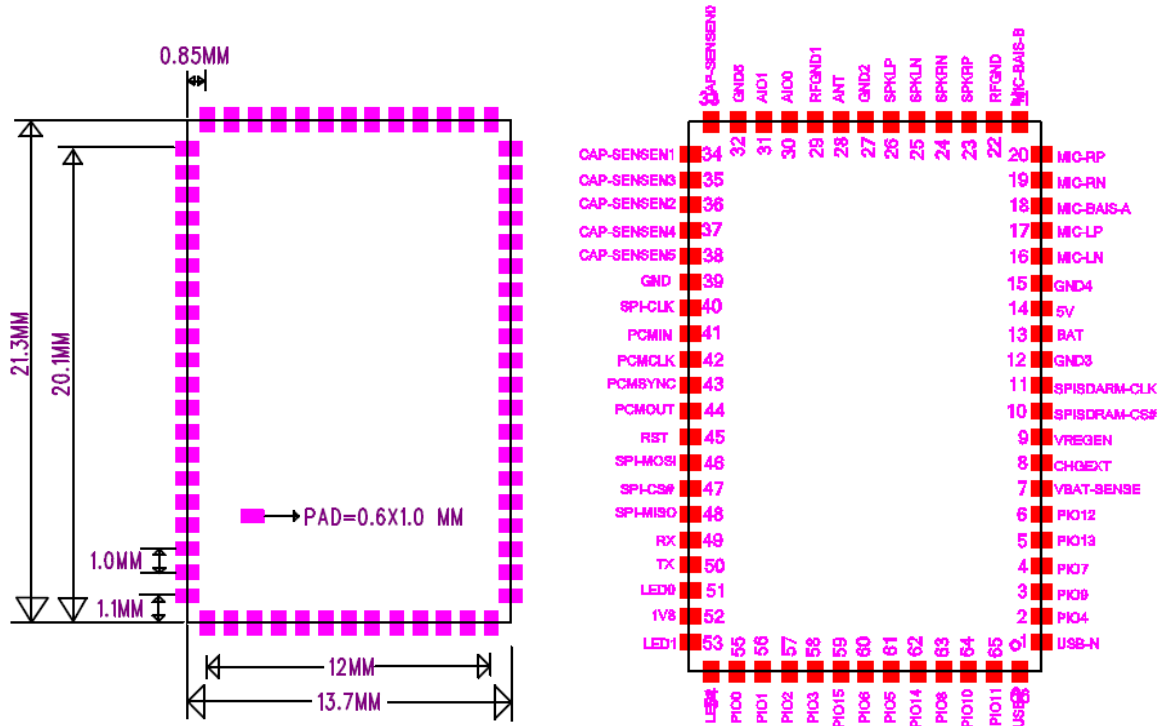 0.85MM
21.3MM
20.1MM
PAD=0.6X1.0 MM
1.0MM
1.1MM
12MM
13.7MM
CAP-SENSEN0
GND5
AIO1
AIO0
RFGND1
ANT
GND2
SPKLP
SPKLN
SPKRN
SPKRP
RFGND
MIC-BAIS-B
32
31
30
29
28
27
26
25
24
23
22
CAP-SENSEN1 34
CAP-SENSEN3 35
CAP-SENSEN2 36
CAP-SENSEN4 37
CAP-SENSEN5 38
GND 39
SPI-CLK 40
PCMIN 41
PCMCLK 42
PCMSYNC 43
PCMOUT 44
RST 45
SPI-MOSI 46
SPI-CS# 47
SPI-MISO 48
RX 49
TX 50
LED0 51
1V8 52
LED1 53
20 MIC-RP
19 MIC-RN
18 MIC-BAIS-A
17 MIC-LP
16 MIC-LN
15 GND4
14 5V
13 BAT
12 GND3
11 SPISDARM-CLK
10 SPISDRAM-CS#
9 VREGEN
8 CHGEXT
7 VBAT-SENSE
6 PIO12
5 PIO13
4 PIO7
3 PIO9
2 PIO4
1 USB-N
55
56
57
58
59
60
61
62
63
64
65
PIO0
PIO1
PIO2
PIO3
PIO15
PIO6
PIO5
PIO14
PIO8
PIO10
PIO11